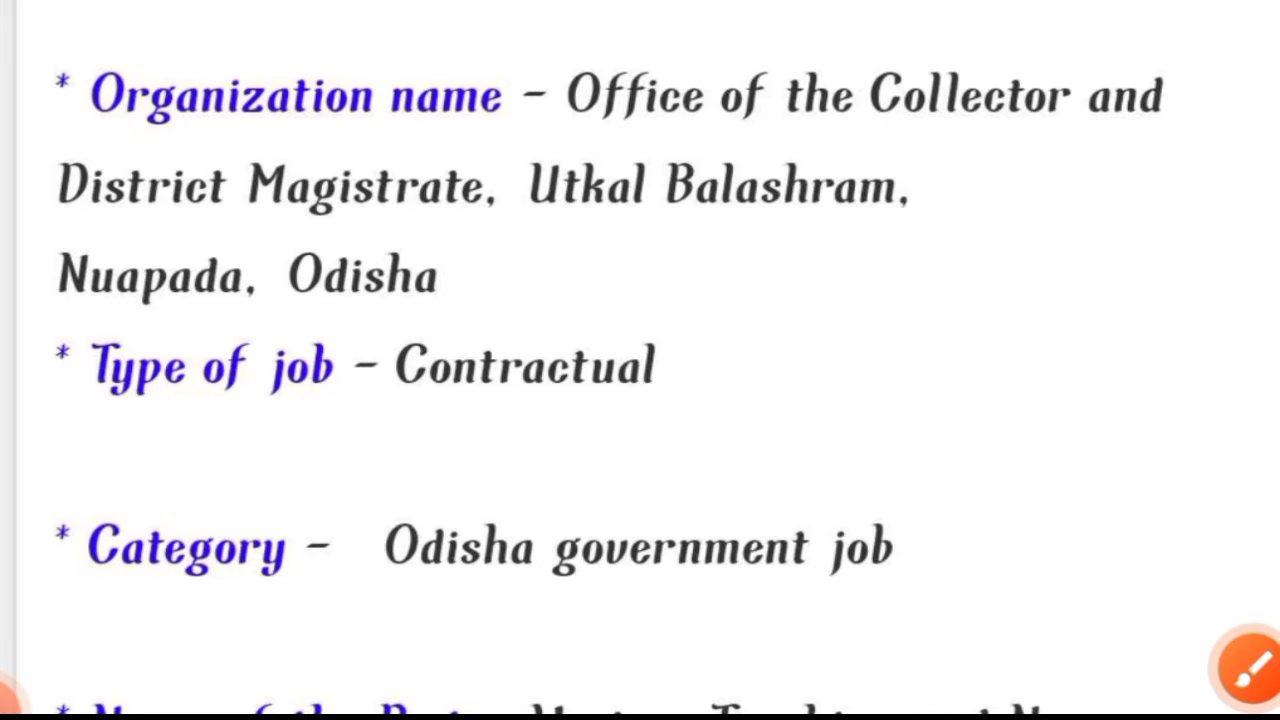 * Organization name - Office of the Collector and
District Magistrate, Utkal Balashram,
Nuapada, Odisha
* Type of job - Contractual
* Category - Odisha government job